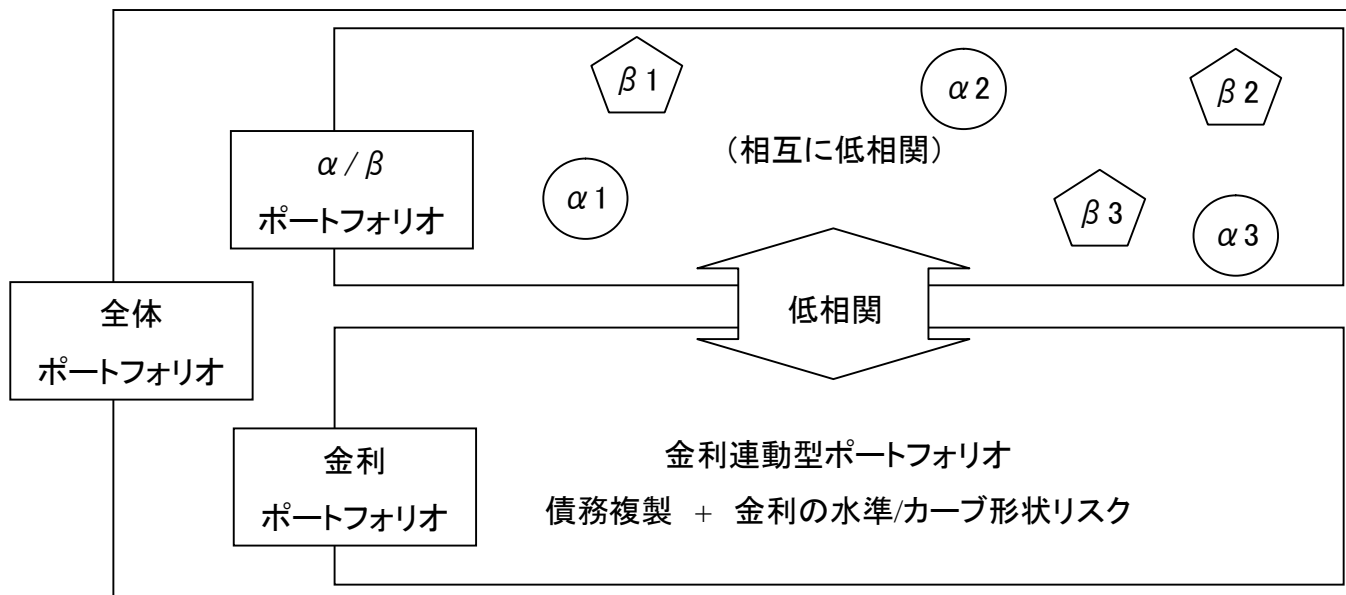 β1
α2
β2
(相互に低相関)
α/β
ポートフォリオ
α1
β3
α3
低相関
全体
ポートフォリオ
金利
ポートフォリオ
金利連動型ポートフォリオ
債務複製 + 金利の水準/カーブ形状リスク